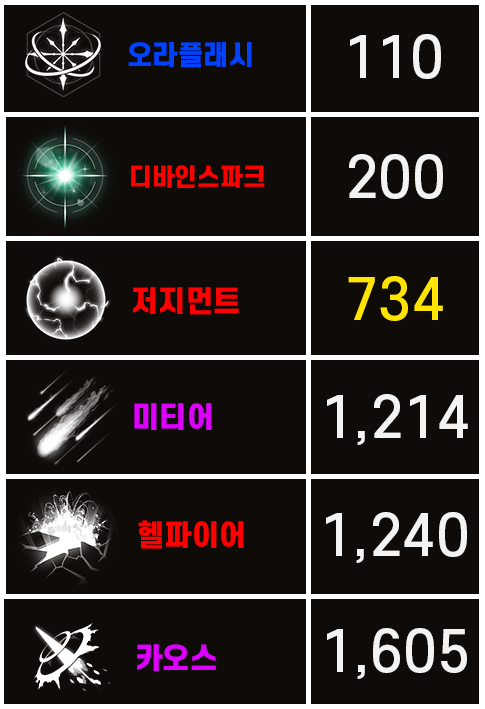 오라플래시 110
디바인스파크 200
저지먼트 734
미티어 1,214
헬파이어 1,240
카오스 1,605